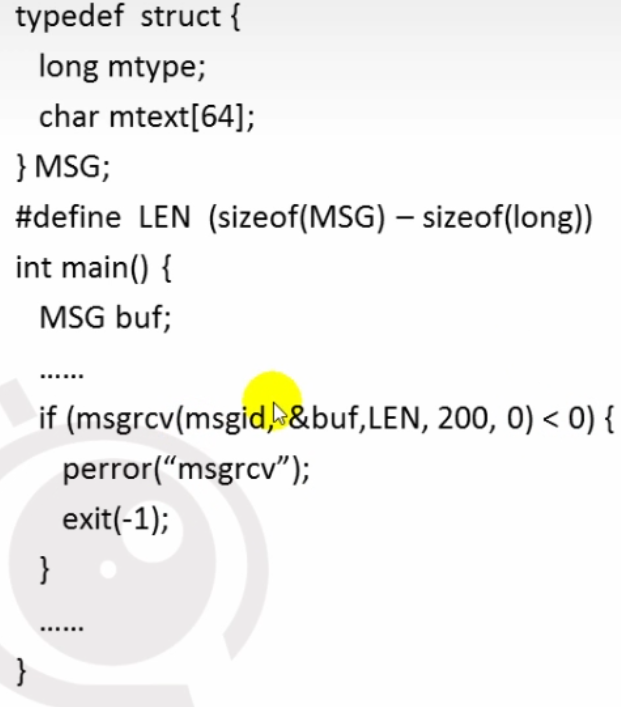 typedef struct {
long mtype;
char mtext[64];
} MSG;
#define LEN (sizeof(MSG) – sizeof(long))
int main() {
MSG buf;
……
if (msgrcv(msgid, &buf,LEN, 200, 0) < 0) {
perror(“msgrcv”);
exit(-1);
}
……
}